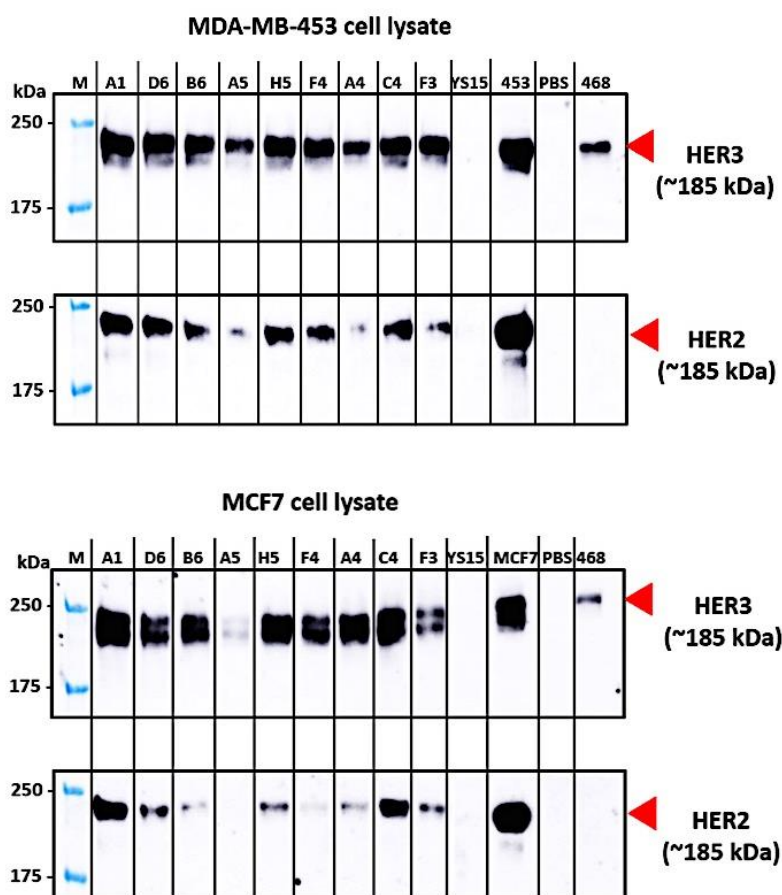 MDA-MB-453 cell lysate
kDa M A1 D6 B6 A5 H5 F4 A4 C4 F3 YS15 453 PBS 468
250
175
HER3
(~185 kDa)
250
175
HER2
(~185 kDa)
MCF7 cell lysate
kDa M A1 D6 B6 A5 H5 F4 A4 C4 F3 YS15 MCF7 PBS 468
250
175
HER3
(~185 kDa)
250
175
HER2
(~185 kDa)